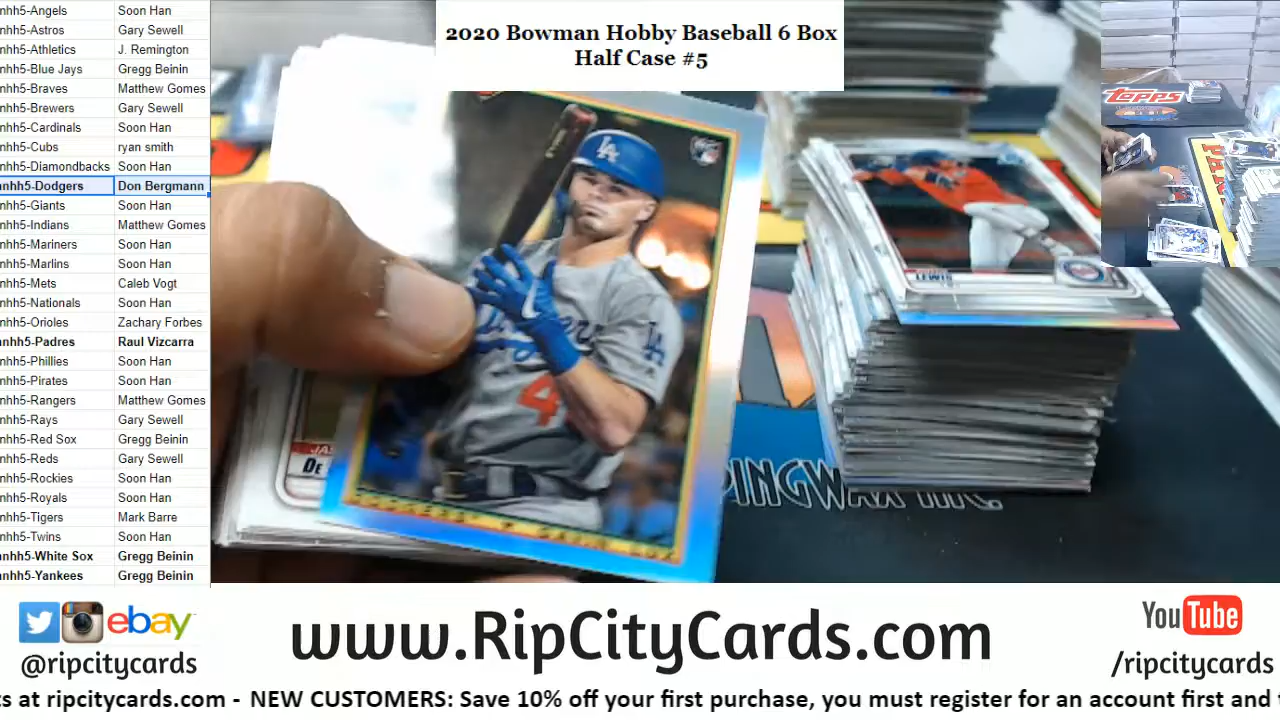 nhh5-Angels Soon Han
nhh5-Astros Gary Sewell
nhh5-Athletics J. Remington
nhh5-Blue Jays Gregg Beinin
nhh5-Braves Matthew Gomes
nhh5-Brewers Gary Sewell
nhh5-Cardinals Soon Han
nhh5-Cubs ryan smith
nhh5-Diamondbacks Soon Han
nhh5-Dodgers Don Bergmann
nhh5-Giants Soon Han
nhh5-Indians Matthew Gomes
nhh5-Mariners Soon Han
nhh5-Marlins Soon Han
nhh5-Mets Caleb Vogt
nhh5-Nationals Soon Han
nhh5-Orioles Zachary Forbes
nhh5-Padres Raul Vizcarra
nhh5-Phillies Soon Han
nhh5-Pirates Soon Han
nhh5-Rangers Matthew Gomes
nhh5-Rays Gary Sewell
nhh5-Red Sox Gregg Beinin
nhh5-Reds Gary Sewell
nhh5-Rockies Soon Han
nhh5-Royals Soon Han
nhh5-Tigers Mark Barre
nhh5-Twins Soon Han
nhh5-White Sox Gregg Beinin
nhh5-Yankees Gregg Beinin
2020 Bowman Hobby Baseball 6 Box
Half Case #5
Topps
LA
LA
4
LEWIS
DE
PINGWAX INC.
ebay
@ripcitycards
www.RipCityCards.com
YouTube
/ripcitycards
s at ripcitycards.com - NEW CUSTOMERS: Save 10% off your first purchase, you must register for an account first and